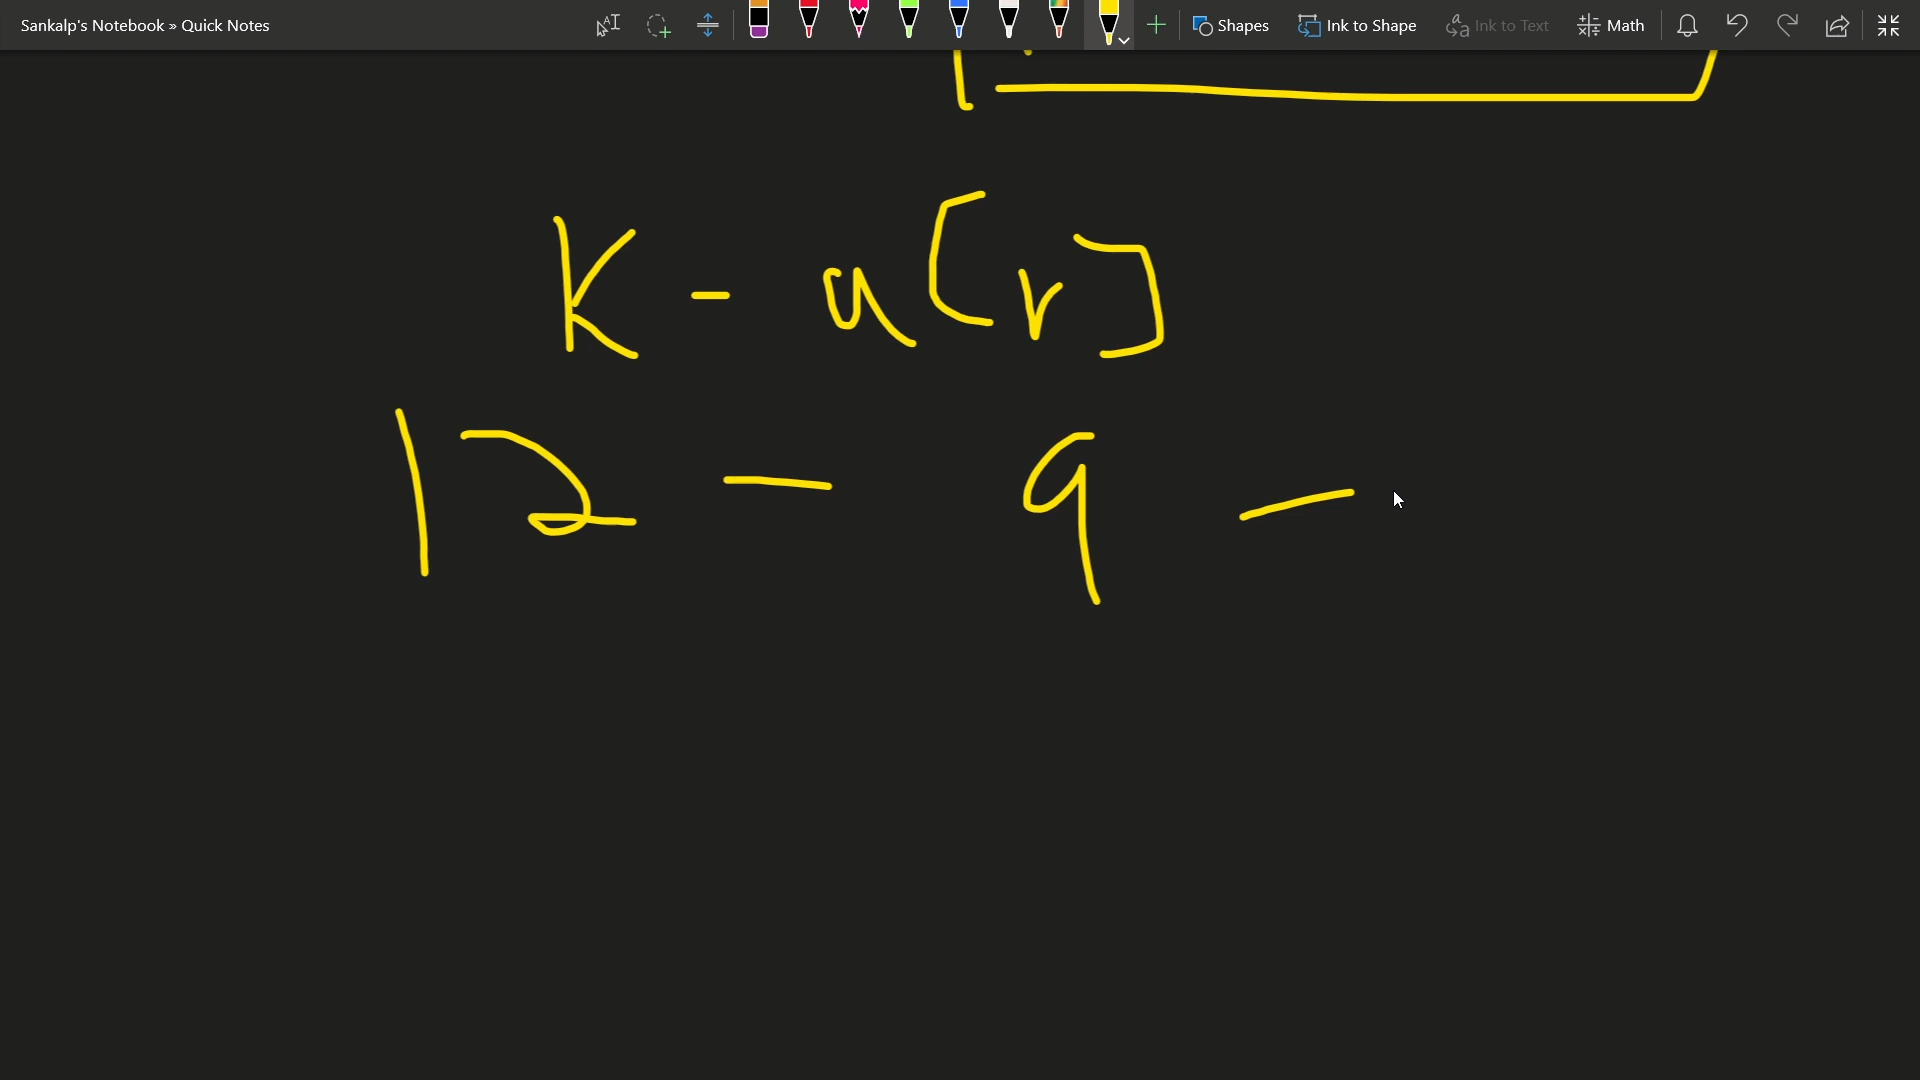 Sankalp's Notebook » Quick Notes
Shapes
Ink to Shape
Ink to Text
Math
K - a[r]
12 - 9 -